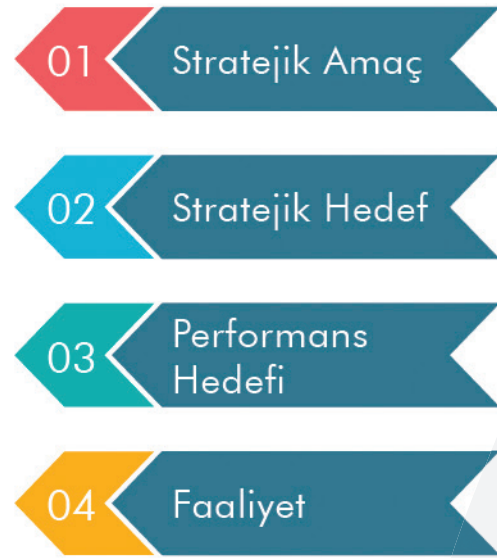 01
Stratejik Amaç
02
Stratejik Hedef
03
Performans
Hedefi
04
Faaliyet